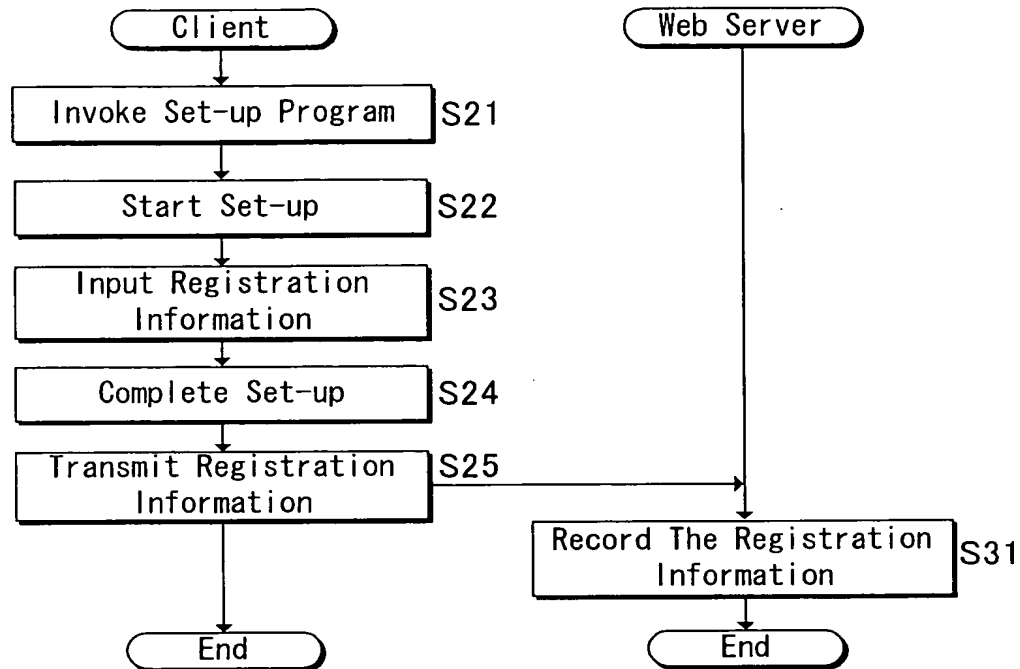 Client
Web Server
Invoke Set-up Program
S21
Start Set-up
S22
Input Registration
Information
S23
Complete Set-up
S24
Transmit Registration
Information
S25
Record The Registration
Information
S31
End
End